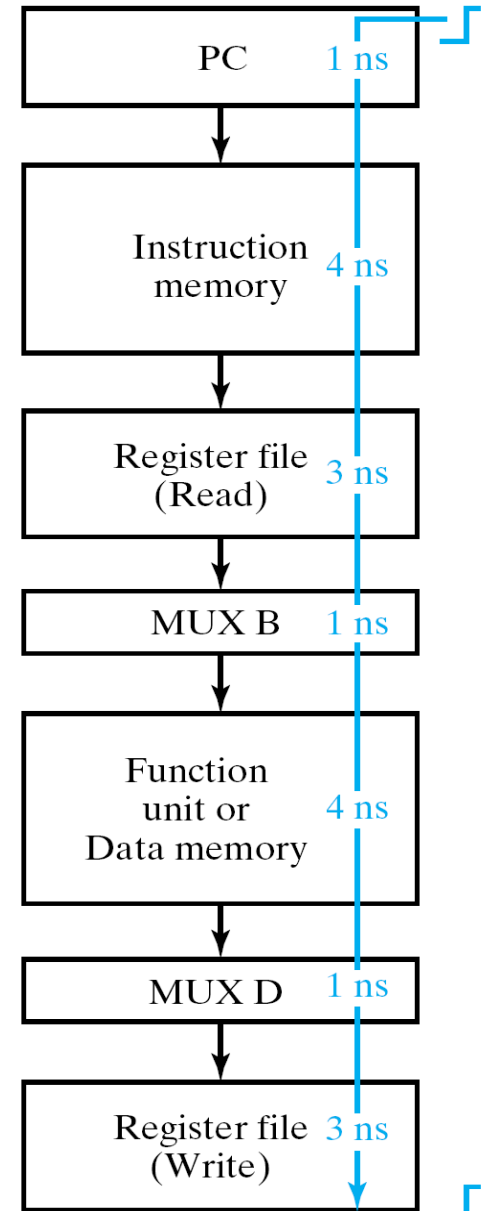 PC 1 ns
Instruction
memory
4 ns
Register file
(Read)
3 ns
MUX B 1 ns
Function
unit or
Data memory
4 ns
MUX D 1 ns
Register file
(Write)
3 ns